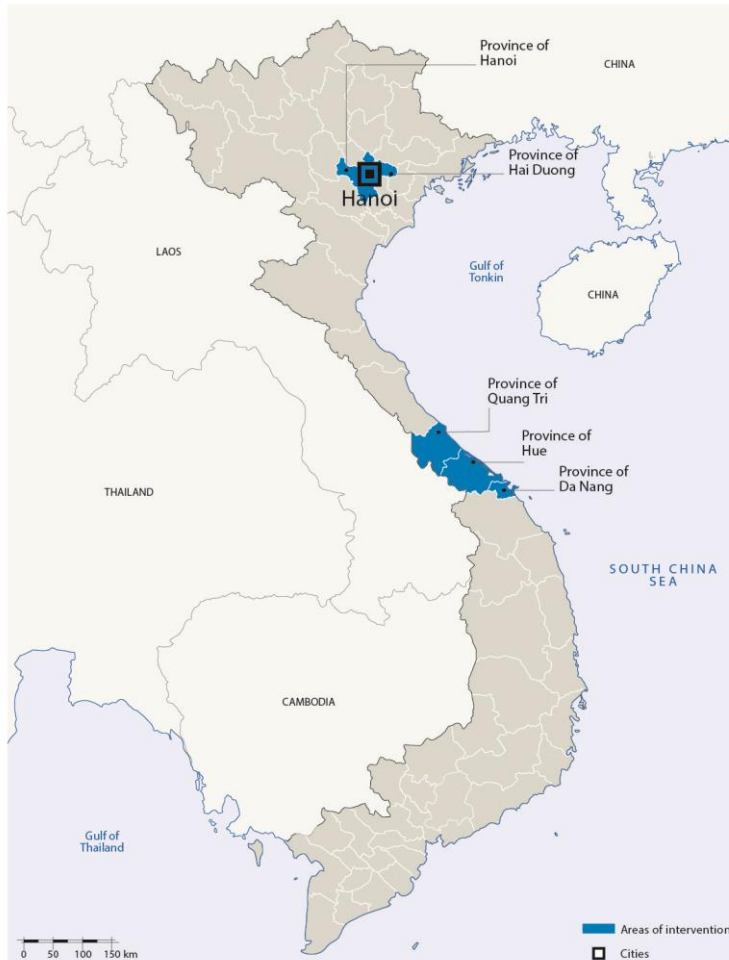 Province of
Hanoi
CHINA
Province of
Hai Duong
Hanoi
LAOS
Gulf of
Tonkin
CHINA
Province of
Quang Tri
Province of
Hue
Province of
Da Nang
THAILAND
SOUTH CHINA
SEA
CAMBODIA
Gulf of
Thailand
Areas of intervention
Cities
0 50 100 150 km